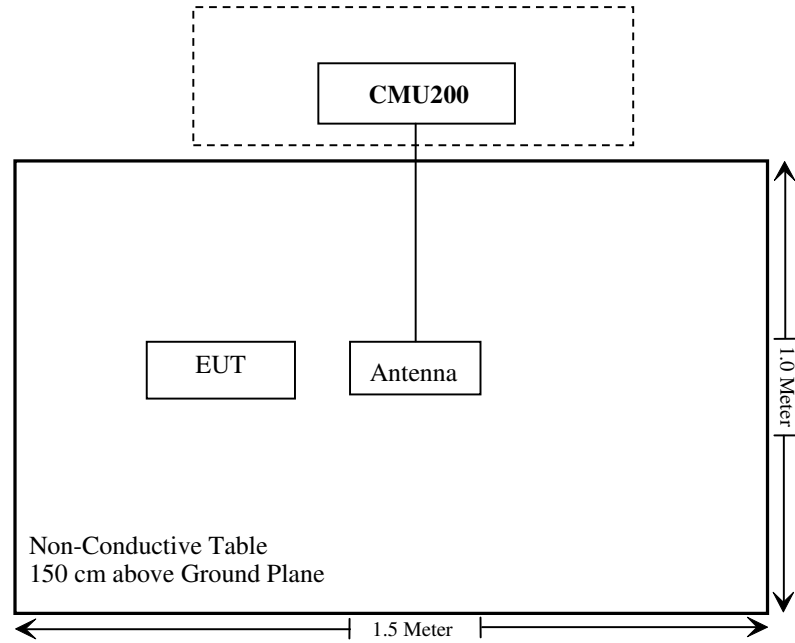 CMU200
EUT
Antenna
1.0 Meter
Non-Conductive Table
150 cm above Ground Plane
1.5 Meter